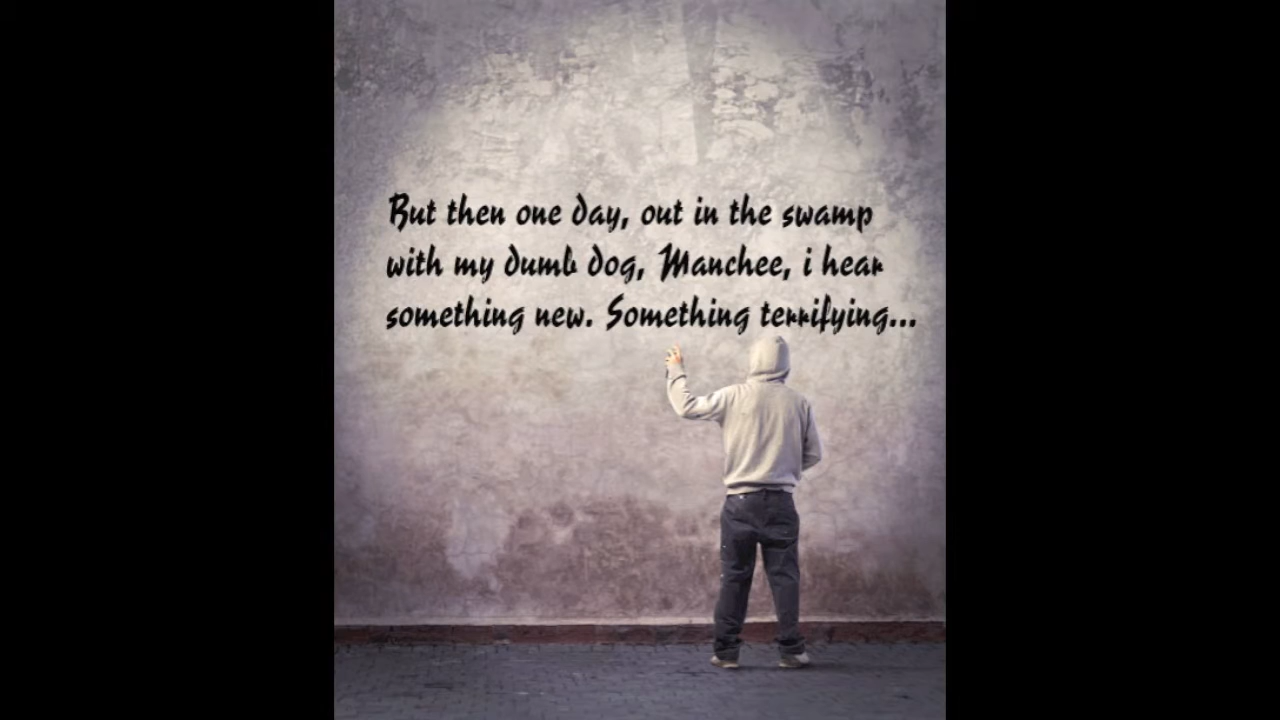 But then one day, out in the swamp
with my dumb dog, Manchee, i hear
something new. Something terrifying...